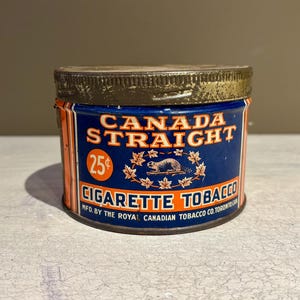 CANADA
STRAIGHT
25¢
CIGARETTE TOBACCO
MFD. BY THE ROYAL CANADIAN TOBACCO CO. TORONTO,